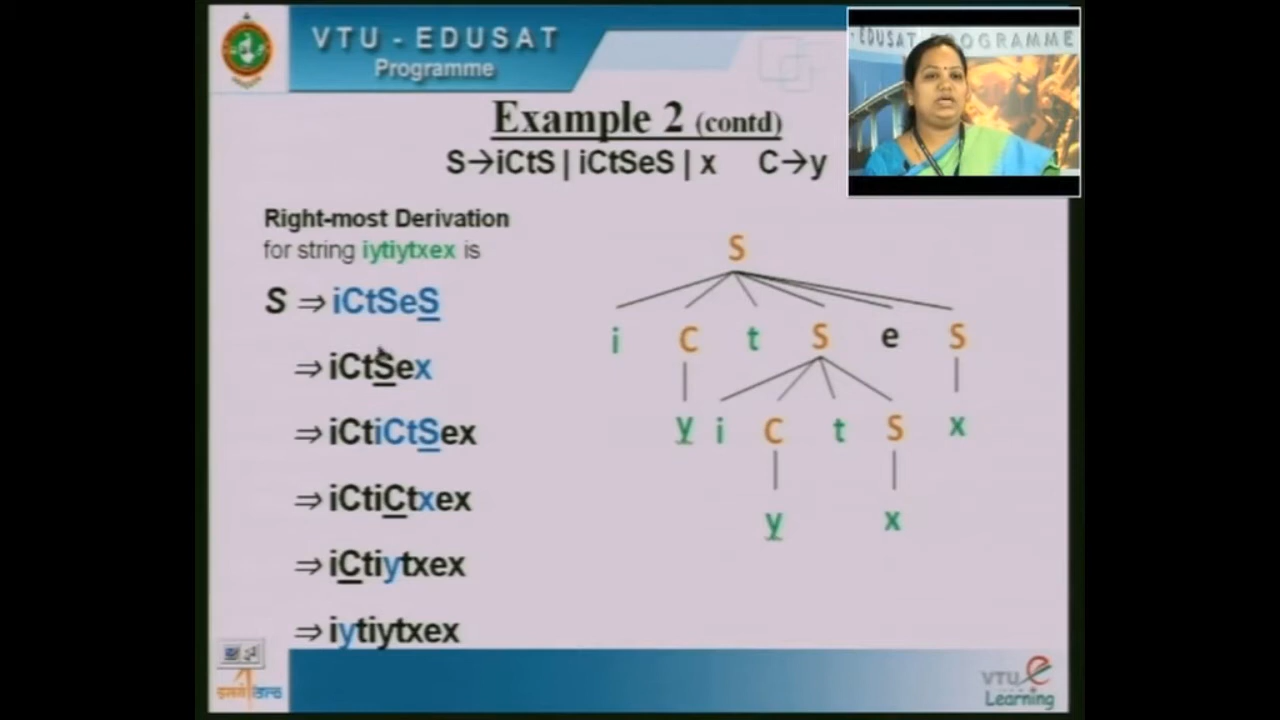 VTU - EDUSAT
Programme
EDUSAT PROGRAMME
Example 2 (contd)
S→iCtS | iCtSeS | x C→y
Right-most Derivation
for string iytiytxex is
S ⇒ iCtSeS
⇒ iCtSex
⇒ iCtiCtSex
⇒ iCtiCtxex
⇒ iCtiytxex
⇒ iytiytxex
S
i C t S e S
y i C t S x
y x
VTU e
Learning